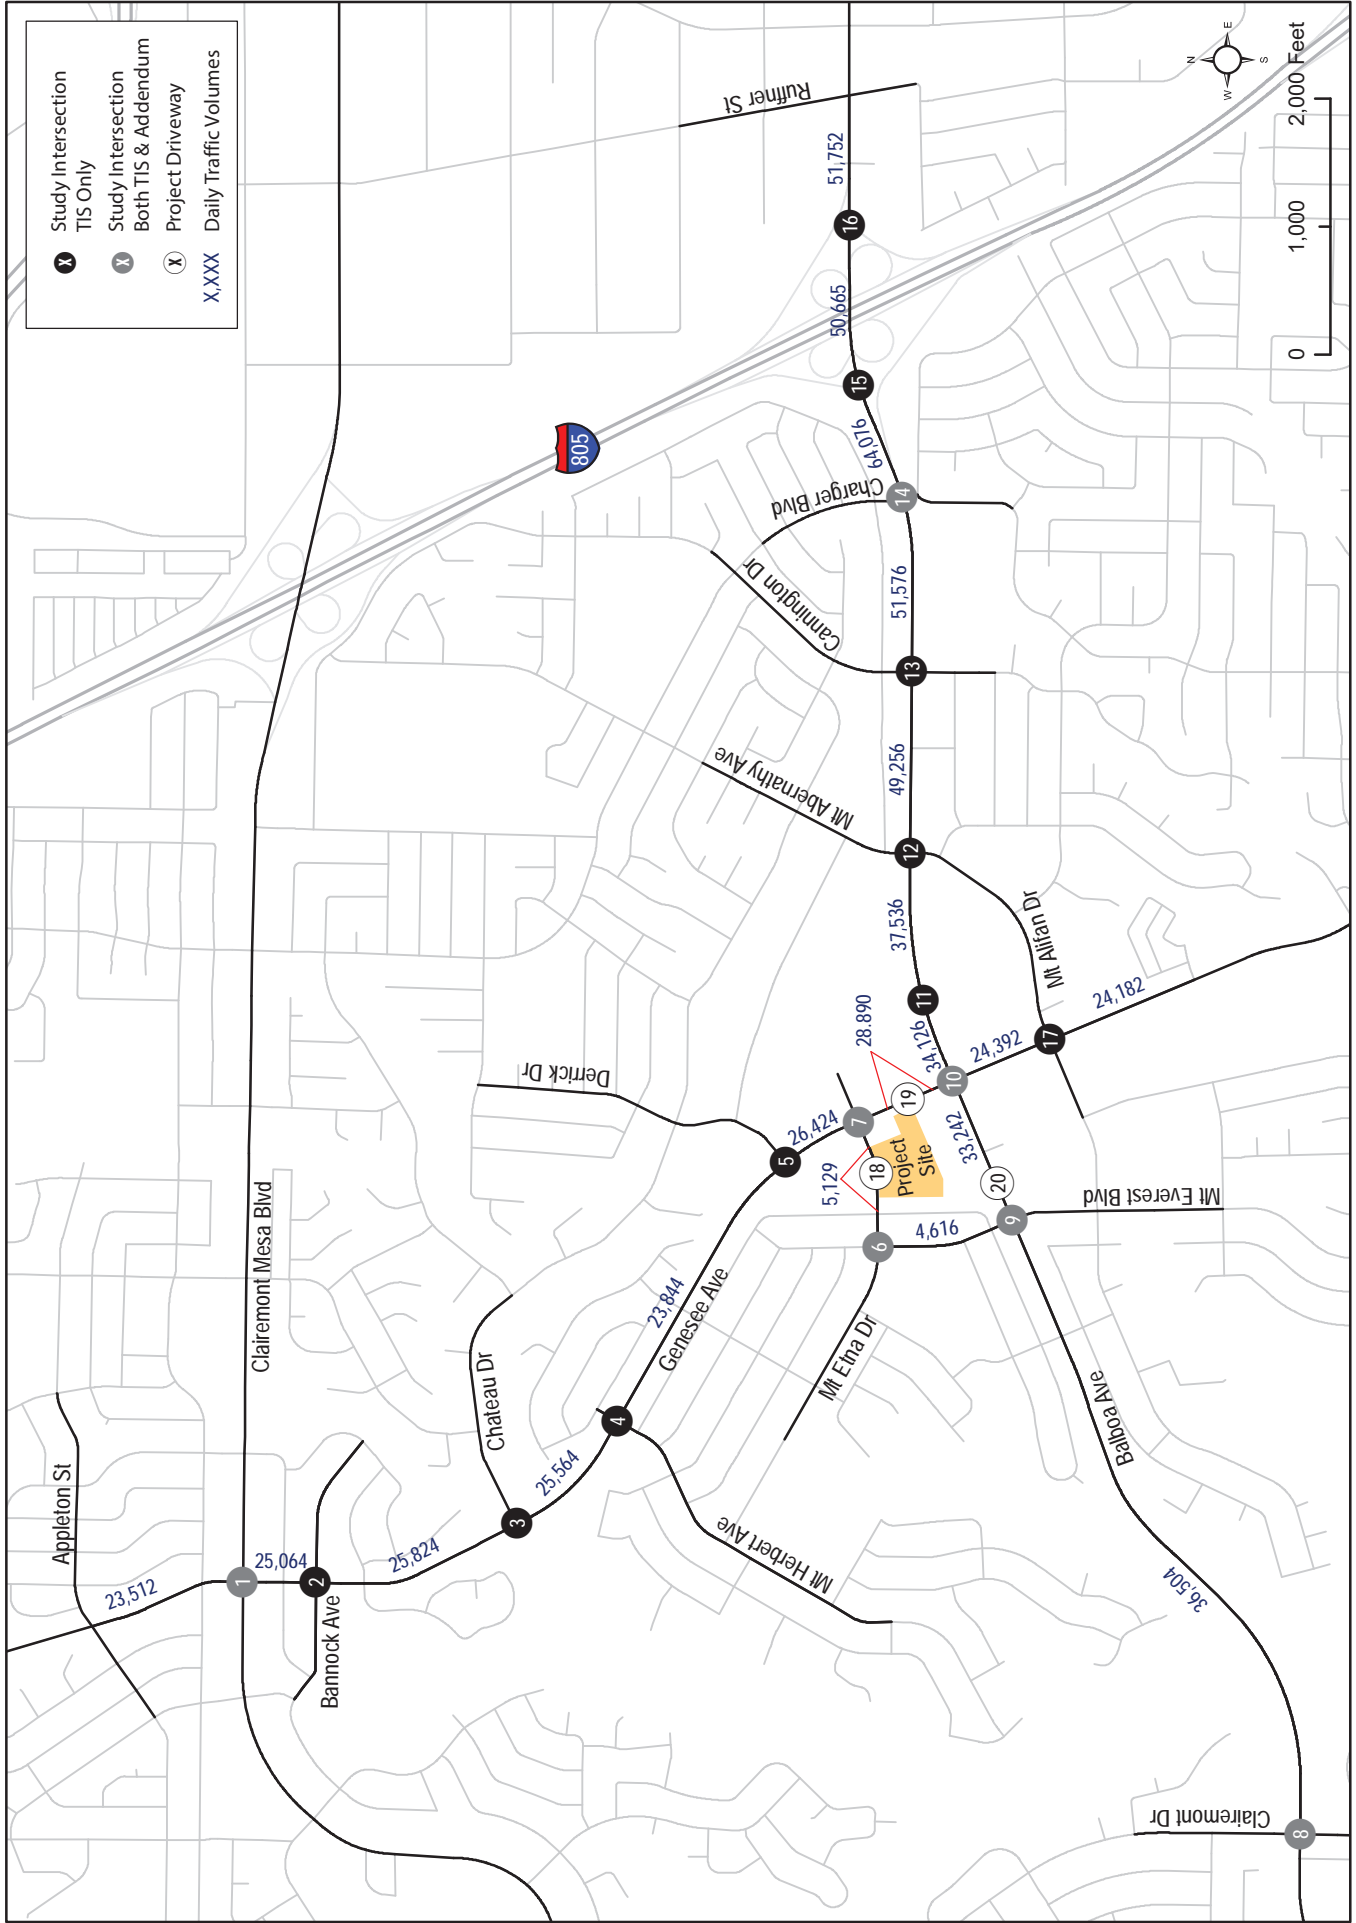 Study Intersection
TIS Only
Study Intersection
Both TIS & Addendum
Project Driveway
Daily Traffic Volumes
X
X
X
X,XXX
N
E
S
W
0
1,000
2,000 Feet
Appleton St
23,512
Clairemont Mesa Blvd
1
25,064
2
Bannock Ave
25,824
3
Chateau Dr
25,564
4
Mt Herbert Ave
23,844
Genesee Ave
Derrick Dr
5
26,424
7
5,129
18
Project
Site
19
28.890
6
4,616
Mt Etna Dr
9
20
33,242
Mt Everest Blvd
Balboa Ave
36,504
8
Clairemont Dr
10
34,126
11
24,392
17
24,182
Mt Alifan Dr
37,536
12
Mt Abernathy Ave
49,256
13
Cannington Dr
51,576
14
Charger Blvd
64,076
15
50,665
16
51,752
Ruffner St
805